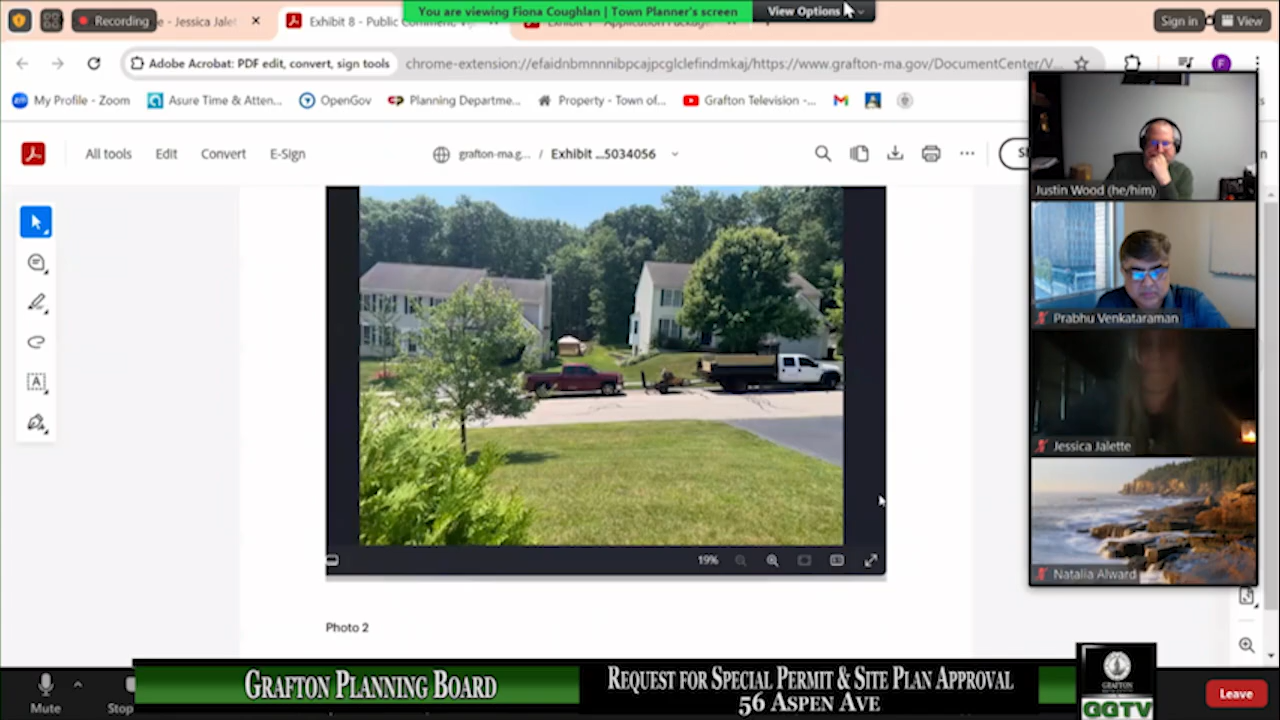 Recording
e - Jessica Jalet
Exhibit 8 - Public Comment, V
You are viewing Fiona Coughlan | Town Planner's screen
View Options
Sign in
View
Adobe Acrobat: PDF edit, convert, sign tools
chrome-extension://efaidnbmnnnibpcajpcglclefindmkaj/https://www.grafton-ma.gov/DocumentCenter/V...
My Profile - Zoom
Asure Time & Atten...
OpenGov
Planning Departme...
Property - Town of...
Grafton Television -...
All tools
Edit
Convert
E-Sign
grafton-ma.g... / Exhibit ...5034056
Justin Wood (he/him)
Prabhu Venkataraman
Jessica Jalette
Natalia Alward
19%
Photo 2
Grafton Planning Board
Request for Special Permit & Site Plan Approval
56 Aspen Ave
Grafton
GGTV
Mute
Stop
Leave